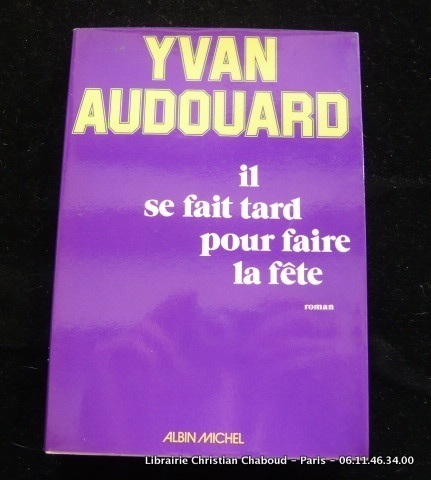 YVAN
AUDOUARD
il
se fait tard
pour faire
la fête
roman
ALBIN MICHEL
Librairie Christian Chaboud - Paris - 06.11.46.34.00